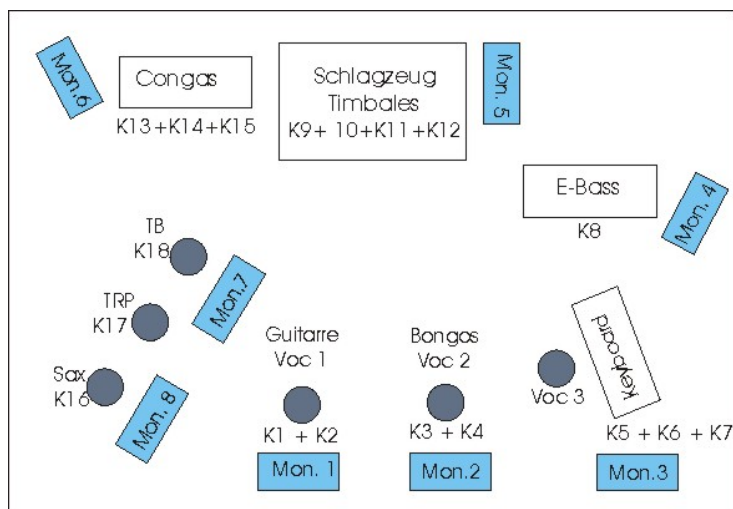 Mon.6
Congas
K13+K14+K15
Schlagzeug
Timbales
K9+ 10+K11+K12
Mon. 5
E-Bass
K8
Mon. 4
TB
K18
Mon.7
TRP
K17
Sax
K16
Mon. 8
Guitarre
Voc 1
K1 + K2
Mon. 1
Bongos
Voc 2
K3 + K4
Mon.2
Voc 3
Keyboard
K5 + K6 + K7
Mon.3